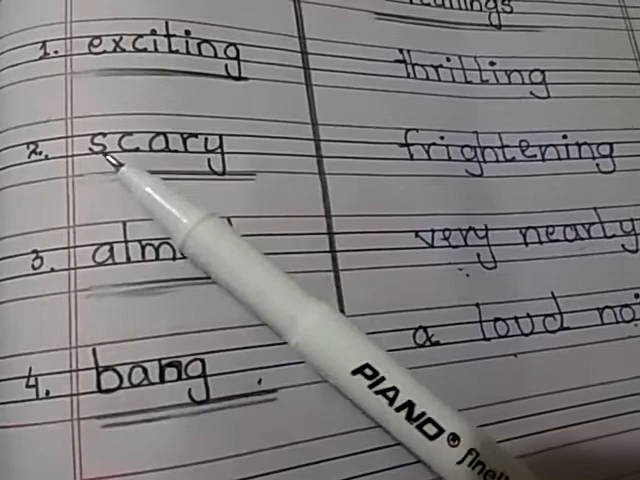 1. exciting thrilling
2. scary frightening
3. very nearly
4. bang. a loud
PIANO®